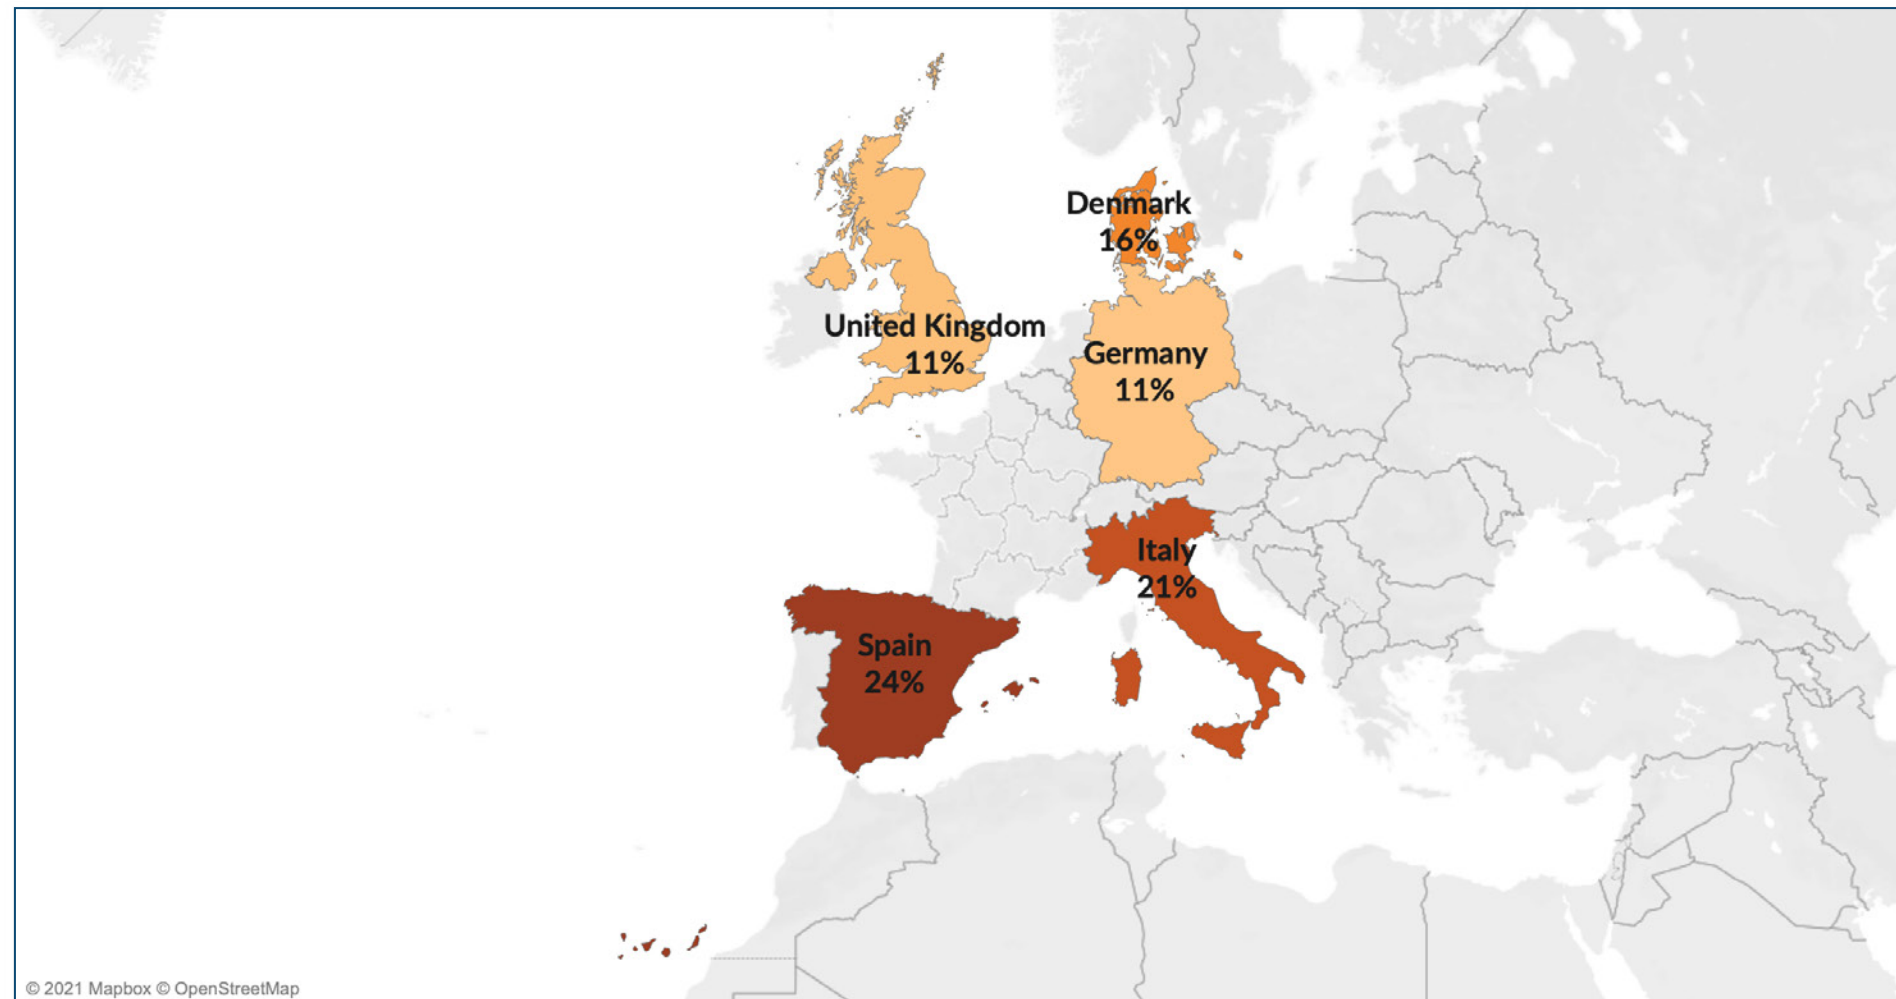 Denmark
16%
United Kingdom
11%
Germany
11%
Italy
21%
Spain
24%
© 2021 Mapbox © OpenStreetMap